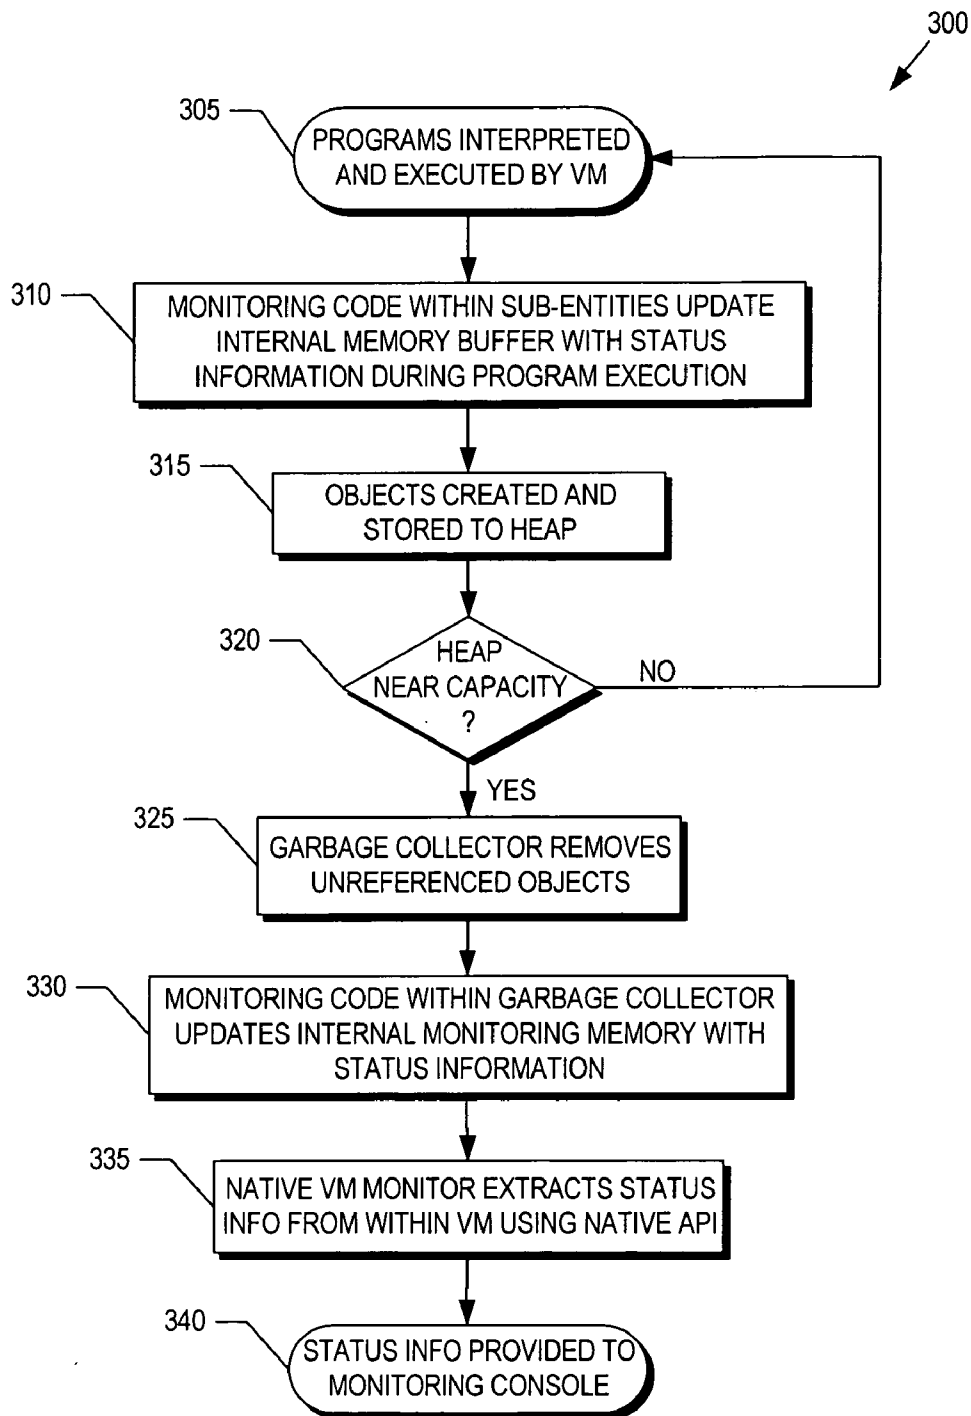 300
305
PROGRAMS INTERPRETED
AND EXECUTED BY VM
310
MONITORING CODE WITHIN SUB-ENTITIES UPDATE
INTERNAL MEMORY BUFFER WITH STATUS
INFORMATION DURING PROGRAM EXECUTION
315
OBJECTS CREATED AND
STORED TO HEAP
320
HEAP
NEAR CAPACITY
?
NO
YES
325
GARBAGE COLLECTOR REMOVES
UNREFERENCED OBJECTS
330
MONITORING CODE WITHIN GARBAGE COLLECTOR
UPDATES INTERNAL MONITORING MEMORY WITH
STATUS INFORMATION
335
NATIVE VM MONITOR EXTRACTS STATUS
INFO FROM WITHIN VM USING NATIVE API
340
STATUS INFO PROVIDED TO
MONITORING CONSOLE